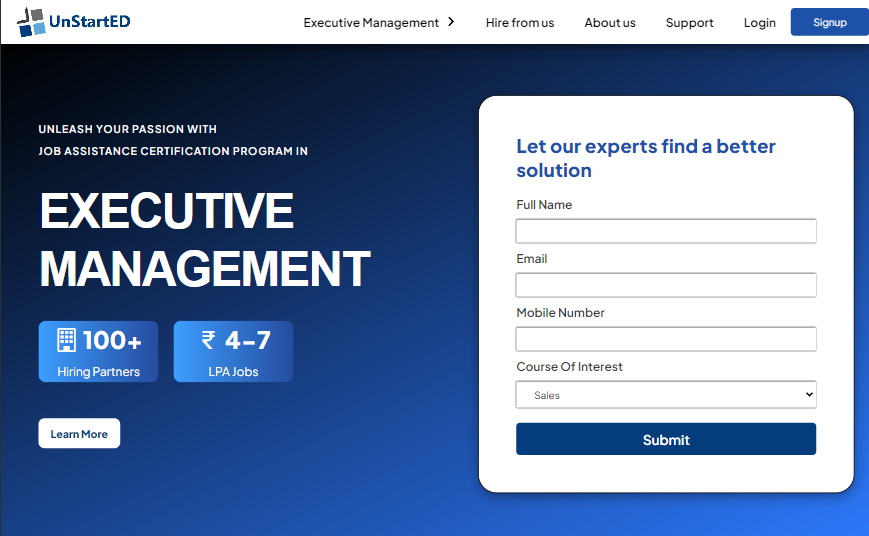 UnStartED
Executive Management
Hire from us
About us
Support
Login
Signup
UNLEASH YOUR PASSION WITH
JOB ASSISTANCE CERTIFICATION PROGRAM IN
EXECUTIVE
MANAGEMENT
100+
Hiring Partners
₹ 4-7
LPA Jobs
Learn More
Let our experts find a better
solution
Full Name
Email
Mobile Number
Course Of Interest
Sales
Submit